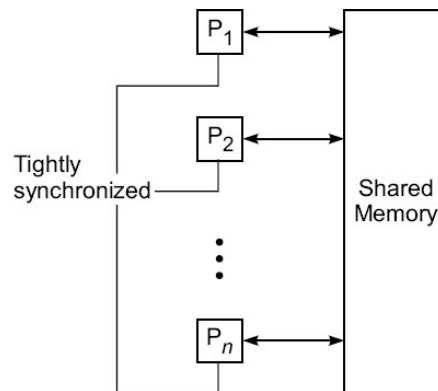 P1
P2
Tightly
synchronized
Shared
Memory
Pn